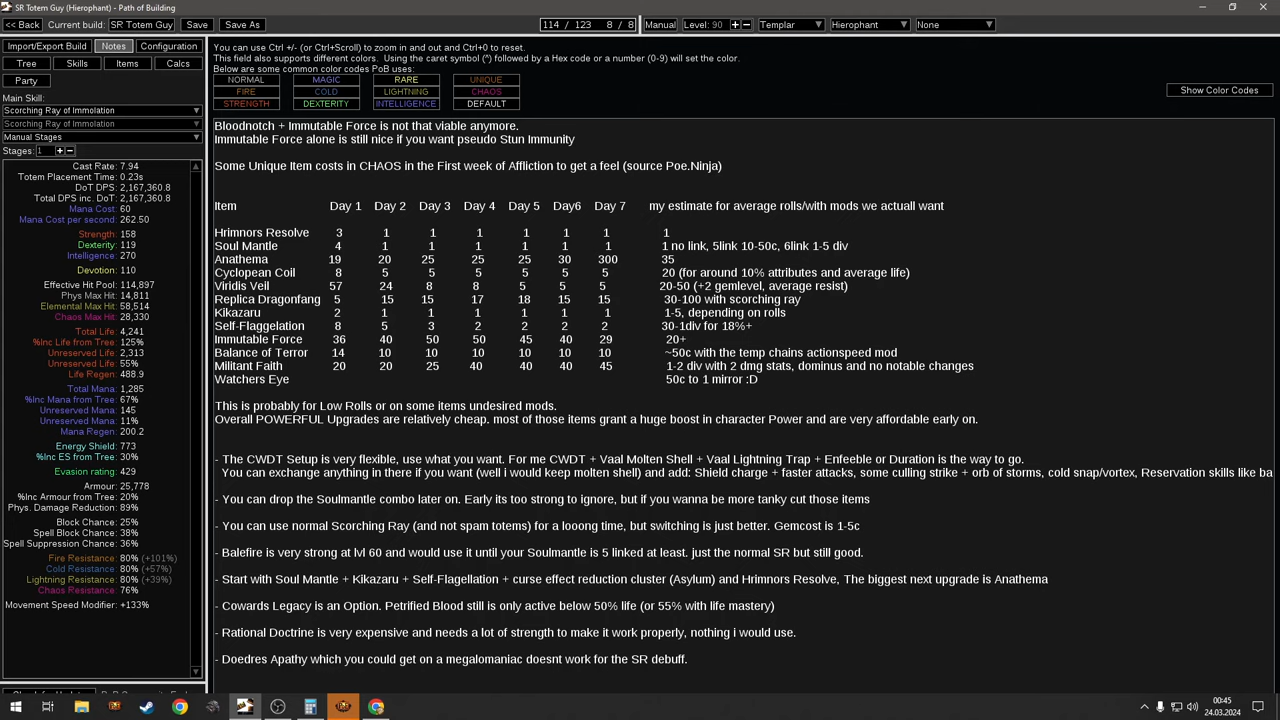 SR Totem Guy (Hierophant) - Path of Building
<< Back Current build: SR Totem Guy Save Save As 114 / 123 8 / 8 Manual Level: 90 + - Templar Hierophant None
Import/Export Build Notes Configuration
Tree Skills Items Calcs
Party
Main Skill:
Scorching Ray of Immolation
Scorching Ray of Immolation
Manual Stages
Stages: 1 + -
Cast Rate: 7.94
Totem Placement Time: 0.23s
DoT DPS: 2,167,360.8
Total DPS inc. DoT: 2,167,360.8
Mana Cost: 60
Mana Cost per second: 262.50
Strength: 158
Dexterity: 119
Intelligence: 270
Devotion: 110
Effective Hit Pool: 114,897
Phys Max Hit: 14,811
Elemental Max Hit: 58,514
Chaos Max Hit: 28,330
Total Life: 4,241
%Inc Life from Tree: 125%
Unreserved Life: 2,313
Unreserved Life: 55%
Life Regen: 488.9
Total Mana: 1,285
%Inc Mana from Tree: 67%
Unreserved Mana: 145
Unreserved Mana: 11%
Mana Regen: 200.2
Energy Shield: 773
%Inc ES from Tree: 30%
Evasion rating: 429
Armour: 25,778
%Inc Armour from Tree: 20%
Phys. Damage Reduction: 89%
Block Chance: 25%
Spell Block Chance: 38%
Spell Suppression Chance: 36%
Fire Resistance: 80% (+101%)
Cold Resistance: 80% (+57%)
Lightning Resistance: 80% (+39%)
Chaos Resistance: 76%
Movement Speed Modifier: +133%
You can use Ctrl +/- (or Ctrl+Scroll) to zoom in and out and Ctrl+0 to reset.
This field also supports different colors. Using the caret symbol (^) followed by a Hex code or a number (0-9) will set the color.
Below are some common color codes PoB uses:
NORMAL MAGIC RARE UNIQUE
FIRE COLD LIGHTNING CHAOS
STRENGTH DEXTERITY INTELLIGENCE DEFAULT
Show Color Codes
Bloodnotch + Immutable Force is not that viable anymore.
Immutable Force alone is still nice if you want pseudo Stun Immunity
Some Unique Item costs in CHAOS in the First week of Affliction to get a feel (source Poe.Ninja)
Item Day 1 Day 2 Day 3 Day 4 Day 5 Day6 Day 7 my estimate for average rolls/with mods we actuall want
Hrimnors Resolve 3 1 1 1 1 1 1 1
Soul Mantle 4 1 1 1 1 1 1 1 no link, 5link 10-50c, 6link 1-5 div
Anathema 19 20 25 25 25 30 300 35
Cyclopean Coil 8 5 5 5 5 5 5 20 (for around 10% attributes and average life)
Viridis Veil 57 24 8 8 5 5 5 20-50 (+2 gemlevel, average resist)
Replica Dragonfang 5 15 15 17 18 15 15 30-100 with scorching ray
Kikazaru 2 1 1 1 1 1 1 1-5, depending on rolls
Self-Flaggelation 8 5 3 2 2 2 2 30-1div for 18%+
Immutable Force 36 40 50 50 45 40 29 20+
Balance of Terror 14 10 10 10 10 10 10 ~50c with the temp chains actionspeed mod
Militant Faith 20 20 25 40 40 40 45 1-2 div with 2 dmg stats, dominus and no notable changes
Watchers Eye 50c to 1 mirror :D
This is probably for Low Rolls or on some items undesired mods.
Overall POWERFUL Upgrades are relatively cheap. most of those items grant a huge boost in character Power and are very affordable early on.
- The CWDT Setup is very flexible, use what you want. For me CWDT + Vaal Molten Shell + Vaal Lightning Trap + Enfeeble or Duration is the way to go.
You can exchange anything in there if you want (well i would keep molten shell) and add: Shield charge + faster attacks, some culling strike + orb of storms, cold snap/vortex, Reservation skills like ba
- You can drop the Soulmantle combo later on. Early its too strong to ignore, but if you wanna be more tanky cut those items
- You can use normal Scorching Ray (and not spam totems) for a looong time, but switching is just better. Gemcost is 1-5c
- Balefire is very strong at lvl 60 and would use it until your Soulmantle is 5 linked at least. just the normal SR but still good.
- Start with Soul Mantle + Kikazaru + Self-Flagellation + curse effect reduction cluster (Asylum) and Hrimnors Resolve, The biggest next upgrade is Anathema
- Cowards Legacy is an Option. Petrified Blood still is only active below 50% life (or 55% with life mastery)
- Rational Doctrine is very expensive and needs a lot of strength to make it work properly, nothing i would use.
- Doedres Apathy which you could get on a megalomaniac doesnt work for the SR debuff.
00:45
24.03.2024